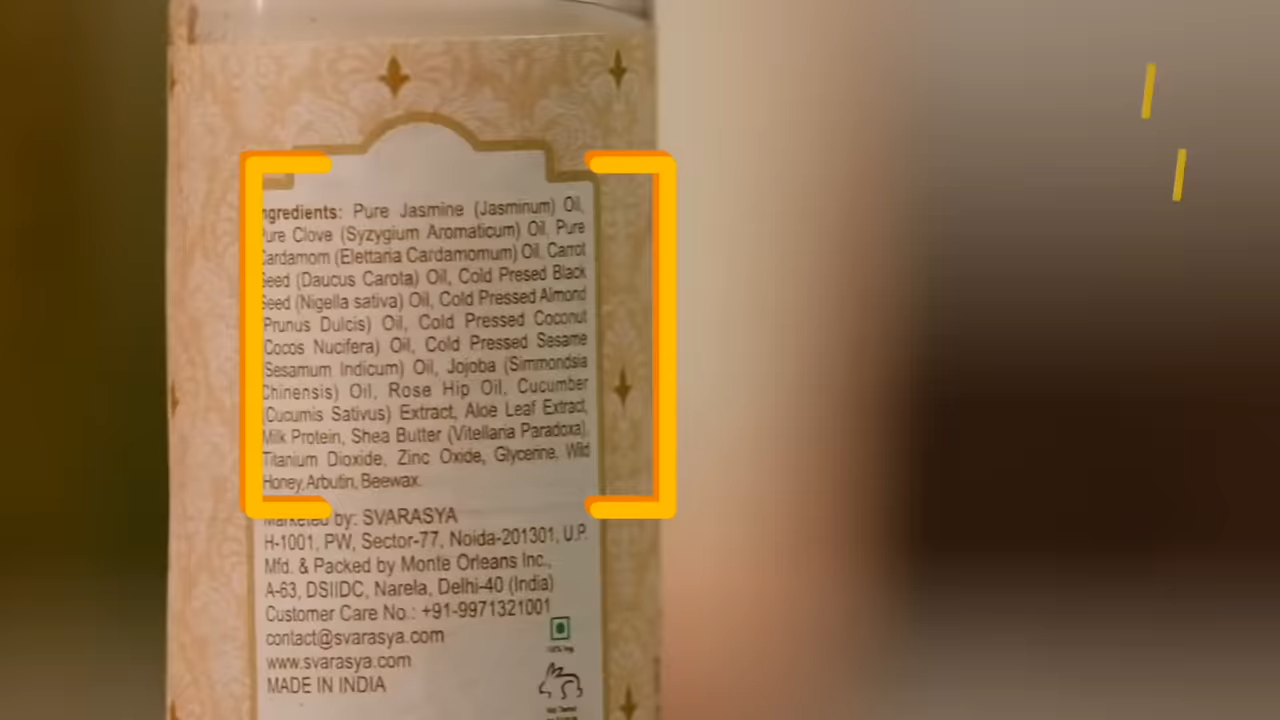 ngredients: Pure Jasmine (Jasminum) Oil,
Pure Clove (Syzygium Aromaticum) Oil, Pure
Cardamom (Elettaria Cardamomum) Oil, Carrot
Seed (Daucus Carota) Oil, Cold Presed Black
Seed (Nigella sativa) Oil, Cold Pressed Almond
(Prunus Dulcis) Oil, Cold Pressed Coconut
(Cocos Nucifera) Oil, Cold Pressed Sesame
(Sesamum Indicum) Oil, Jojoba (Simmondsia
Chinensis) Oil, Rose Hip Oil, Cucumber
(Cucumis Sativus) Extract, Aloe Leaf Extract,
Milk Protein, Shea Butter (Vitellaria Paradoxa),
Titanium Dioxide, Zinc Oxide, Glycerine, Wild
Honey, Arbutin, Beewax.
Marketed by: SVARASYA
H-1001, PW, Sector-77, Noida-201301, U.P.
Mfd. & Packed by Monte Orleans Inc.,
A-63, DSIIDC, Narela, Delhi-40 (India)
Customer Care No.: +91-9971321001
contact@svarasya.com
www.svarasya.com
MADE IN INDIA